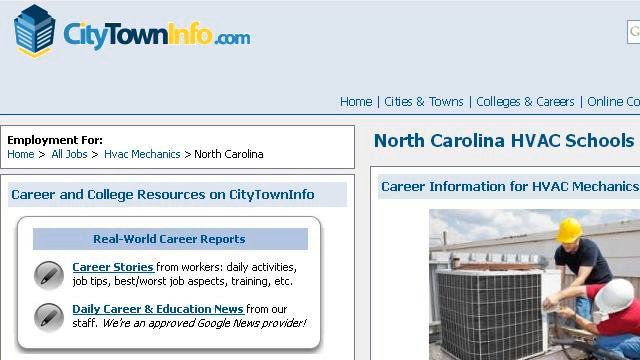 CityTownInfo.com
G
Home | Cities & Towns | Colleges & Careers | Online Co
Employment For:
Home > All Jobs > Hvac Mechanics > North Carolina
North Carolina HVAC Schools
Career and College Resources on CityTownInfo
Career Information for HVAC Mechanics
Real-World Career Reports
Career Stories from workers: daily activities,
job tips, best/worst job aspects, training, etc.
Daily Career & Education News from our
staff. We're an approved Google News provider!